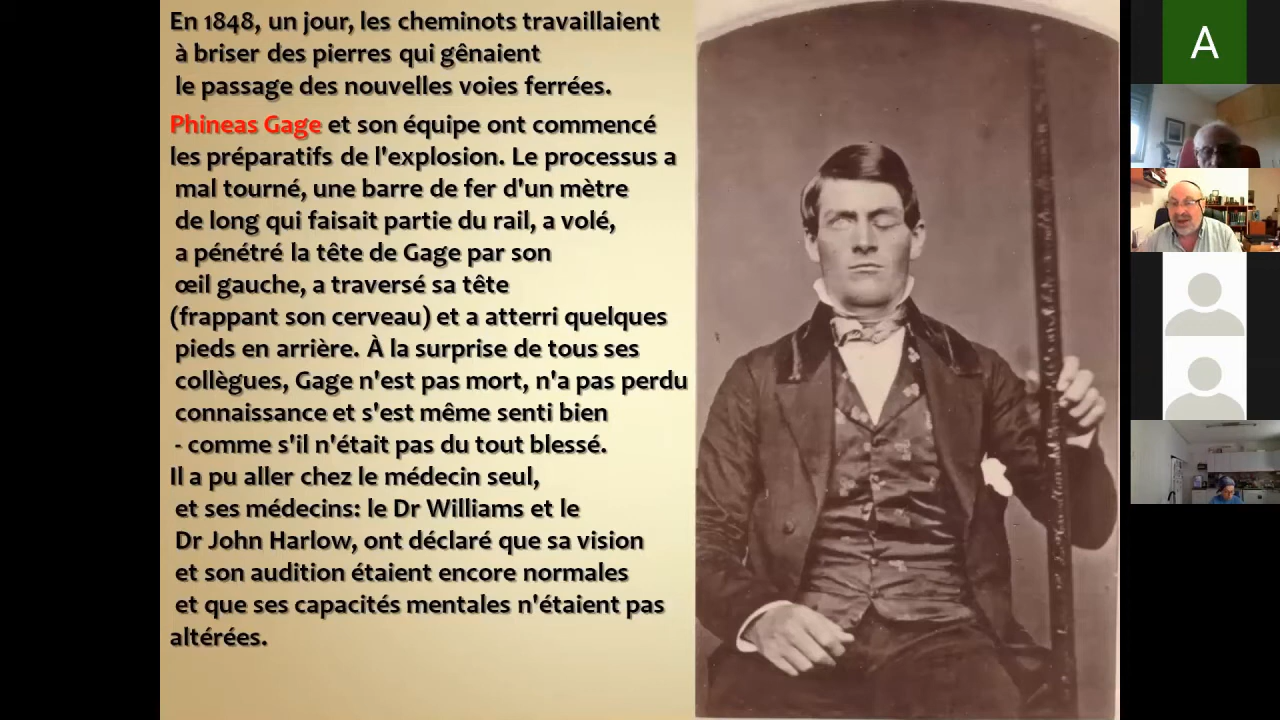 En 1848, un jour, les cheminots travaillaient
à briser des pierres qui gênaient
le passage des nouvelles voies ferrées.
Phineas Gage et son équipe ont commencé
les préparatifs de l'explosion. Le processus a
mal tourné, une barre de fer d'un mètre
de long qui faisait partie du rail, a volé,
a pénétré la tête de Gage par son
œil gauche, a traversé sa tête
(frappant son cerveau) et a atterri quelques
pieds en arrière. À la surprise de tous ses
collègues, Gage n'est pas mort, n'a pas perdu
connaissance et s'est même senti bien
- comme s'il n'était pas du tout blessé.
Il a pu aller chez le médecin seul,
et ses médecins: le Dr Williams et le
Dr John Harlow, ont déclaré que sa vision
et son audition étaient encore normales
et que ses capacités mentales n'étaient pas
altérées.
A